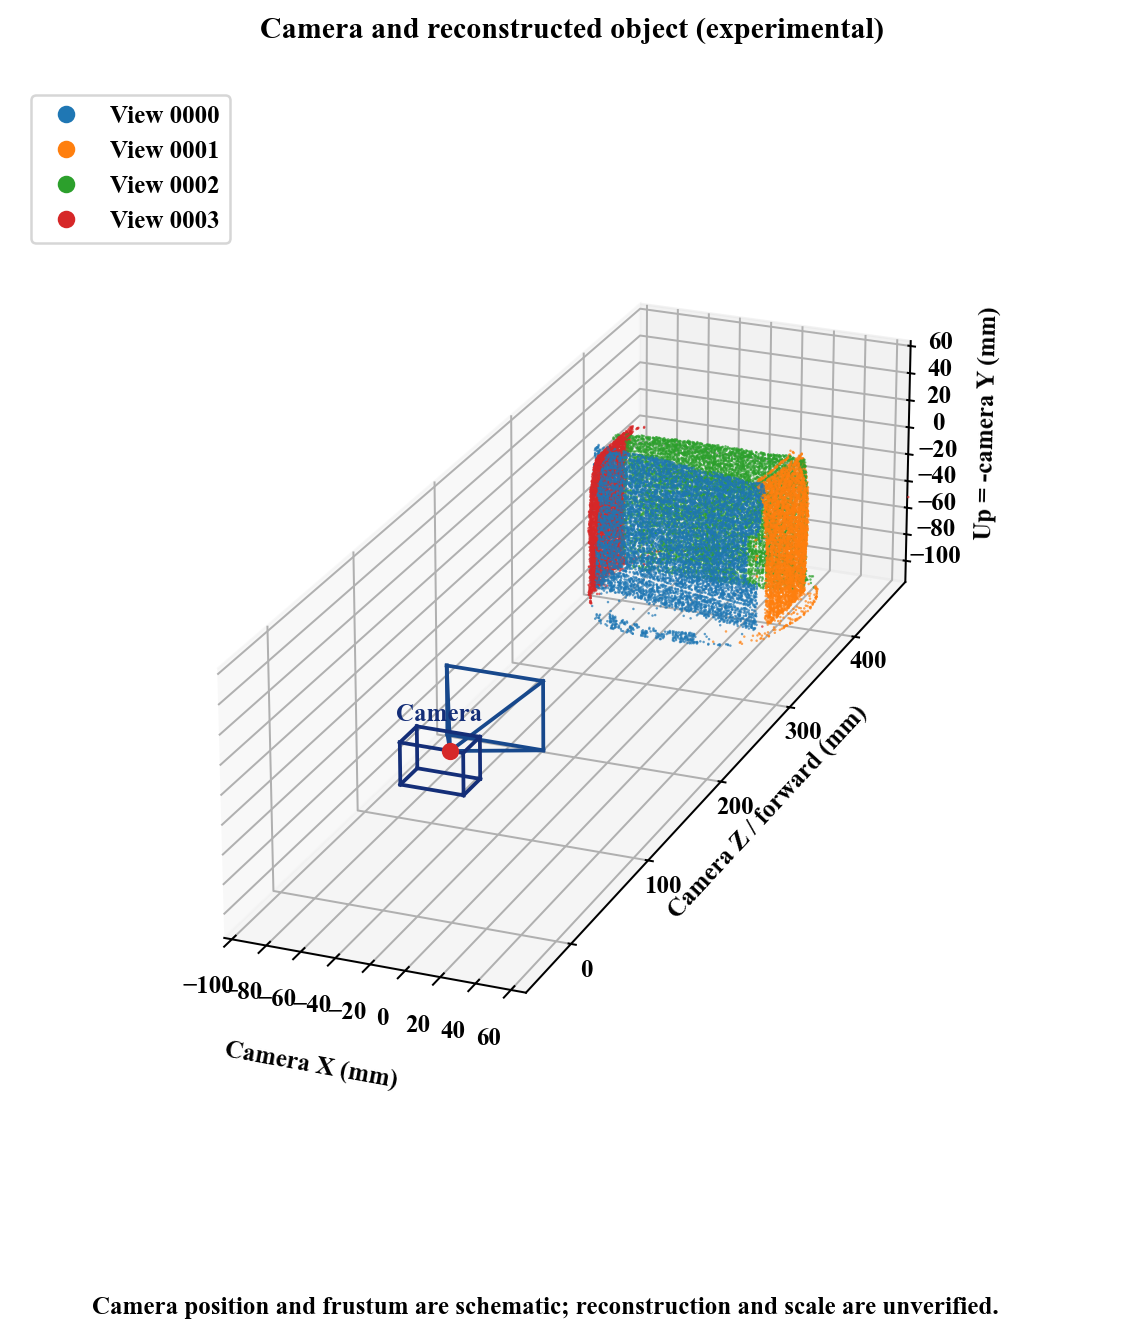 Camera and reconstructed object (experimental)
View 0000
View 0001
View 0002
View 0003
60
40
20
0
−20
−40
−60
−80
−100
Up = -camera Y (mm)
400
300
200
100
0
Camera Z / forward (mm)
Camera
−100
−80
−60
−40
−20
0
20
40
60
Camera X (mm)
Camera position and frustum are schematic; reconstruction and scale are unverified.